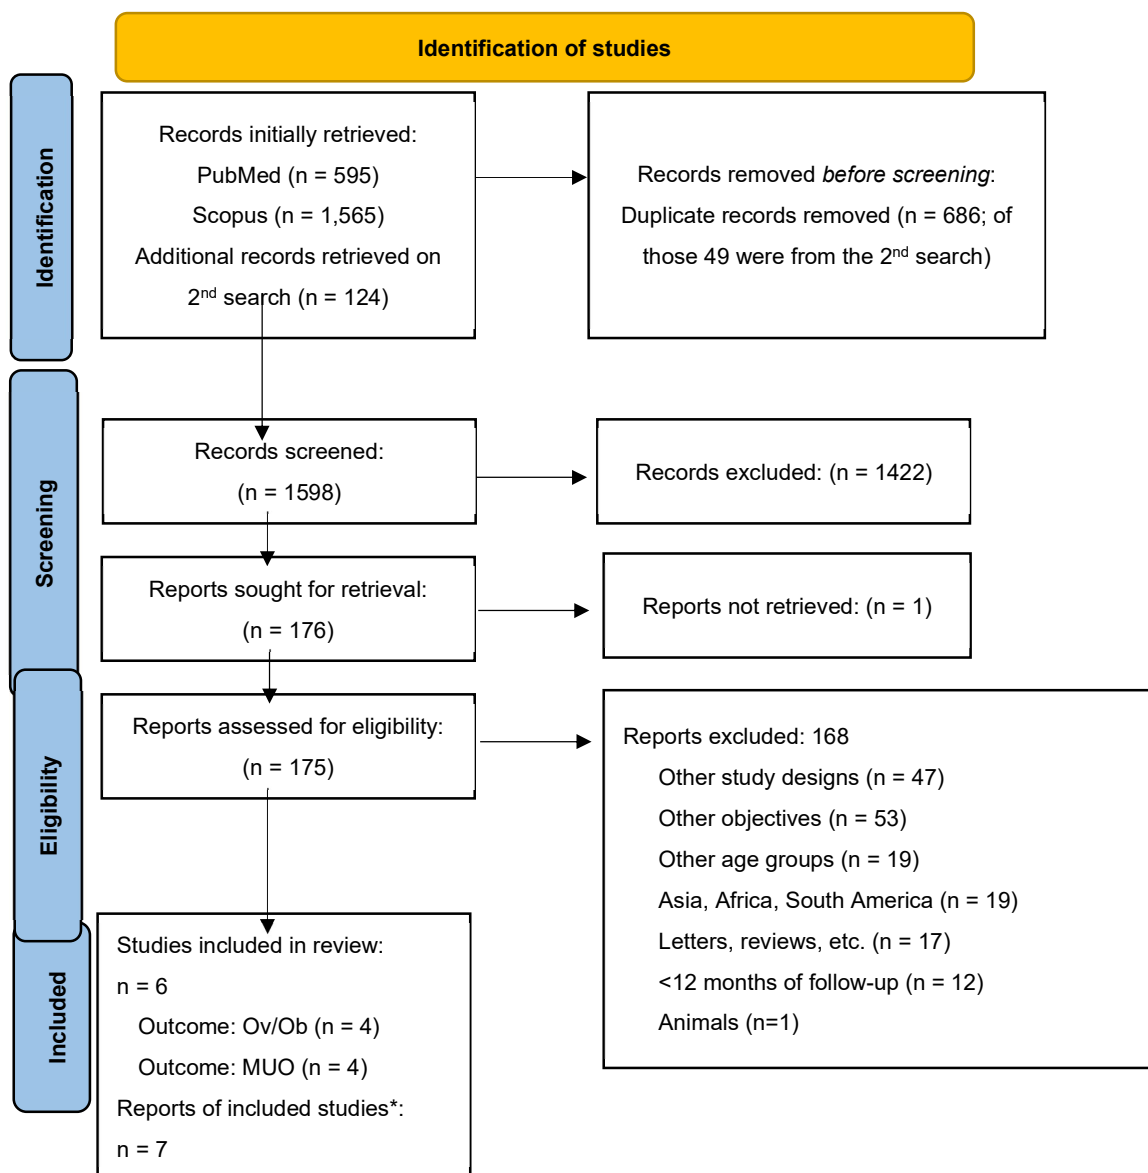 Identification of studies
Identification
Records initially retrieved:
PubMed (n = 595)
Scopus (n = 1,565)
Additional records retrieved on
2nd search (n = 124)
Records removed before screening:
Duplicate records removed (n = 686; of
those 49 were from the 2nd search)
Screening
Records screened:
(n = 1598)
Records excluded: (n = 1422)
Reports sought for retrieval:
(n = 176)
Reports not retrieved: (n = 1)
Eligibility
Reports assessed for eligibility:
(n = 175)
Reports excluded: 168
Other study designs (n = 47)
Other objectives (n = 53)
Other age groups (n = 19)
Asia, Africa, South America (n = 19)
Letters, reviews, etc. (n = 17)
<12 months of follow-up (n = 12)
Animals (n=1)
Included
Studies included in review:
n = 6
Outcome: Ov/Ob (n = 4)
Outcome: MUO (n = 4)
Reports of included studies*:
n = 7